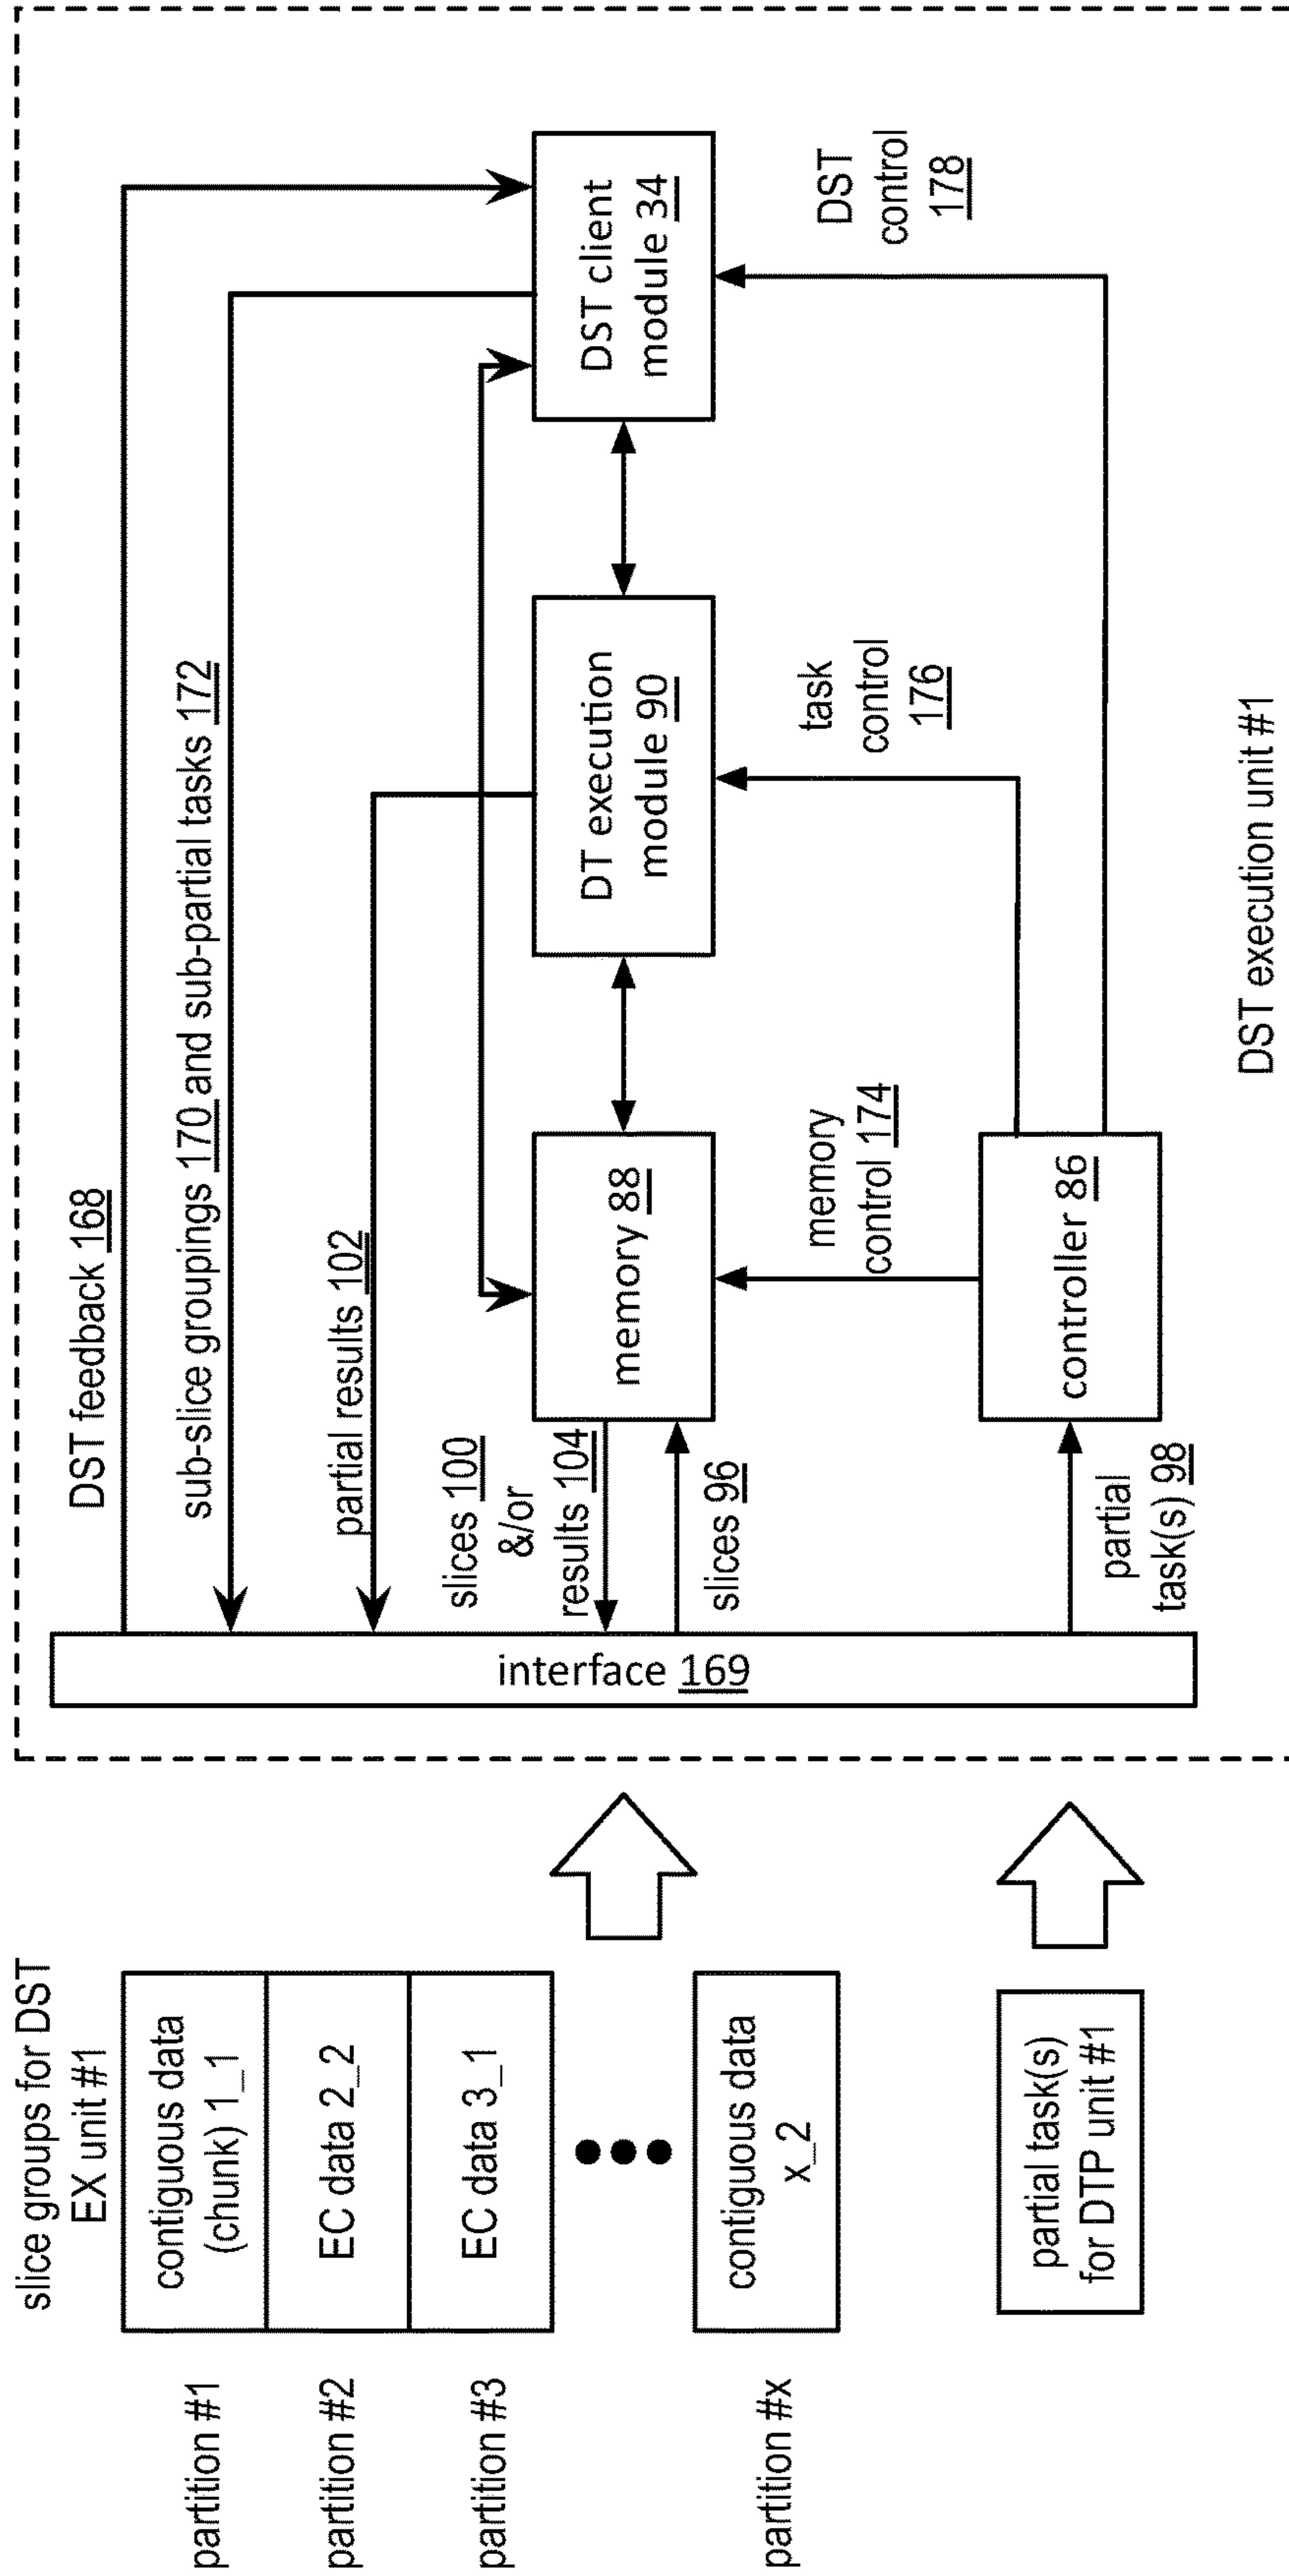 slice groups for DST
EX unit #1
partition #1
contiguous data
(chunk) 1_1
partition #2
EC data 2_2
partition #3
EC data 3_1
partition #x
contiguous data
x_2
partial task(s)
for DTP unit #1
interface 169
DST feedback 168
sub-slice groupings 170 and sub-partial tasks 172
partial results 102
slices 100
&/or
results 104
slices 96
partial
task(s) 98
memory 88
DT execution
module 90
DST client
module 34
memory
control 174
task
control
176
DST
control
178
controller 86
DST execution unit #1